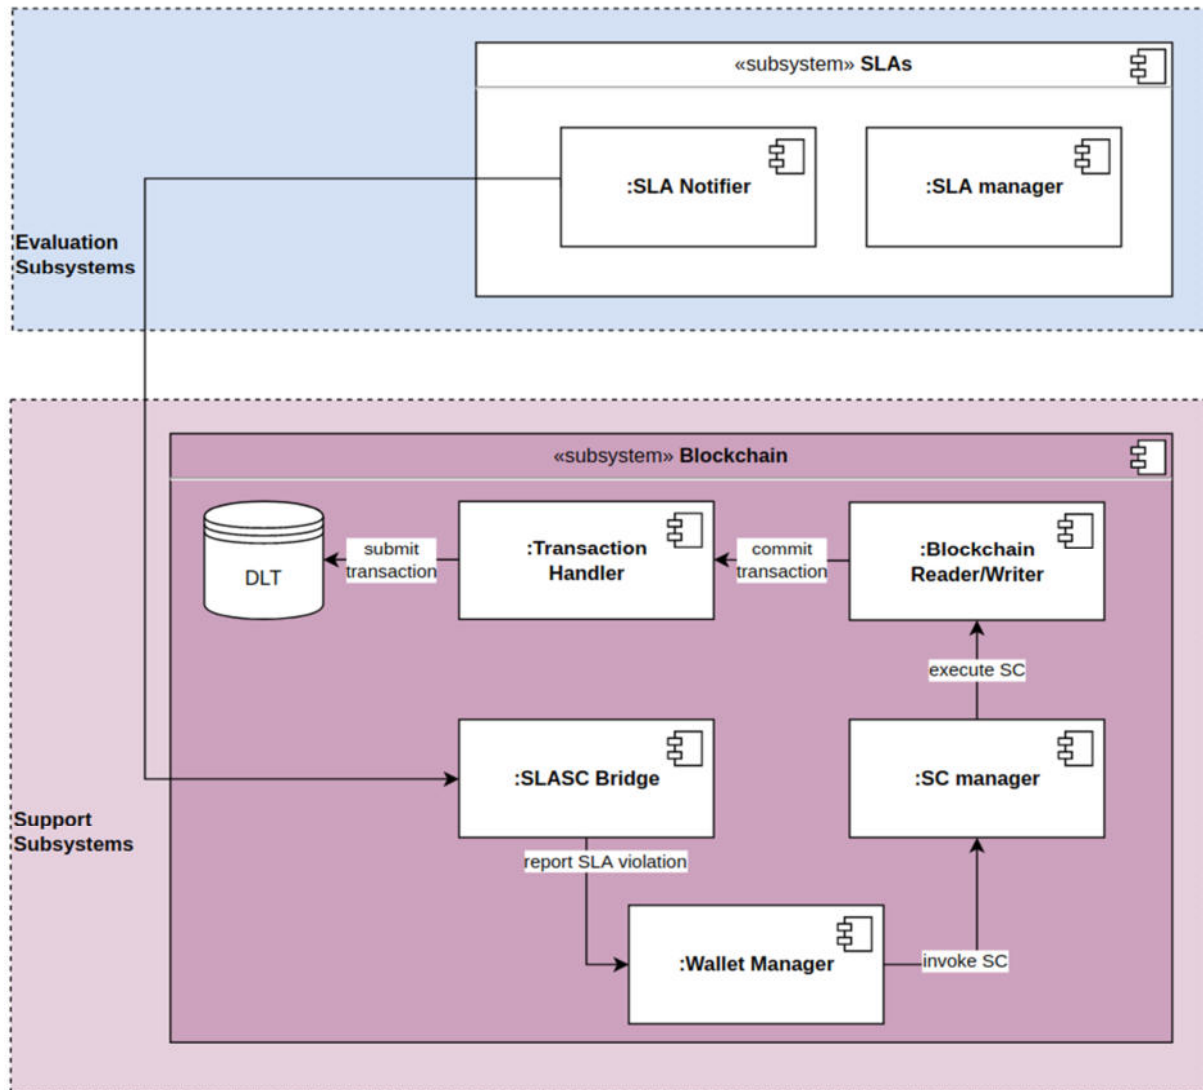 «subsystem» SLAs
:SLA Notifier
:SLA manager
Evaluation
Subsystems
«subsystem» Blockchain
DLT
submit
transaction
:Transaction
Handler
commit
transaction
:Blockchain
Reader/Writer
execute SC
:SLASC Bridge
:SC manager
Support
Subsystems
report SLA violation
:Wallet Manager
invoke SC